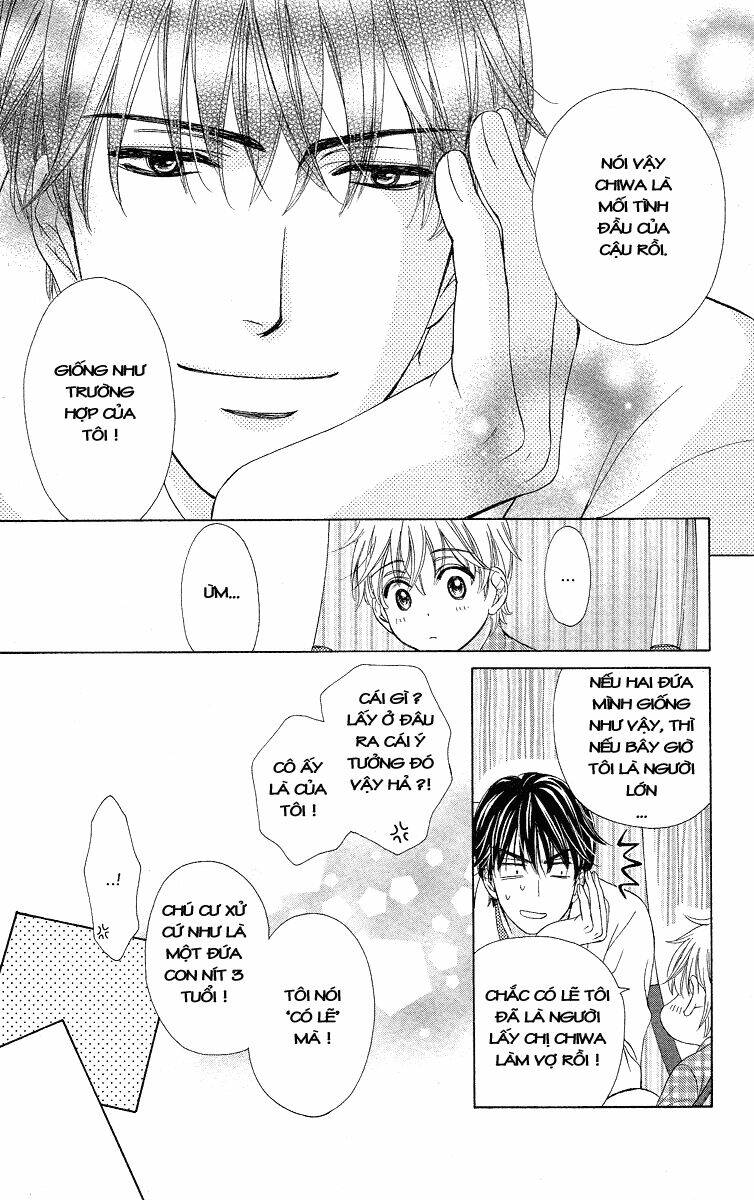 NÓI VẬY
CHIWA LÀ
MỐI TÌNH
ĐẦU CỦA
CẬU RỒI.
GIỐNG NHƯ
TRƯỜNG
HỢP CỦA
TÔI !
...
ỪM...
NẾU HAI ĐỨA
MÌNH GIỐNG
NHƯ VẬY, THÌ
NẾU BÂY GIỜ
TÔI LÀ NGƯỜI
LỚN
...
CHẮC CÓ LẼ TÔI
ĐÃ LÀ NGƯỜI
LẤY CHỊ CHIWA
LÀM VỢ RỒI !
CÁI GÌ ?
LẤY Ở ĐÂU
RA CÁI Ý
TƯỞNG ĐÓ
VẬY HẢ ?!
CÔ ẤY
LÀ CỦA
TÔI !
TÔI NÓI
"CÓ LẼ"
MÀ !
CHÚ CƯ XỬ
CỨ NHƯ LÀ
MỘT ĐỨA
CON NÍT 3
TUỔI !
..!